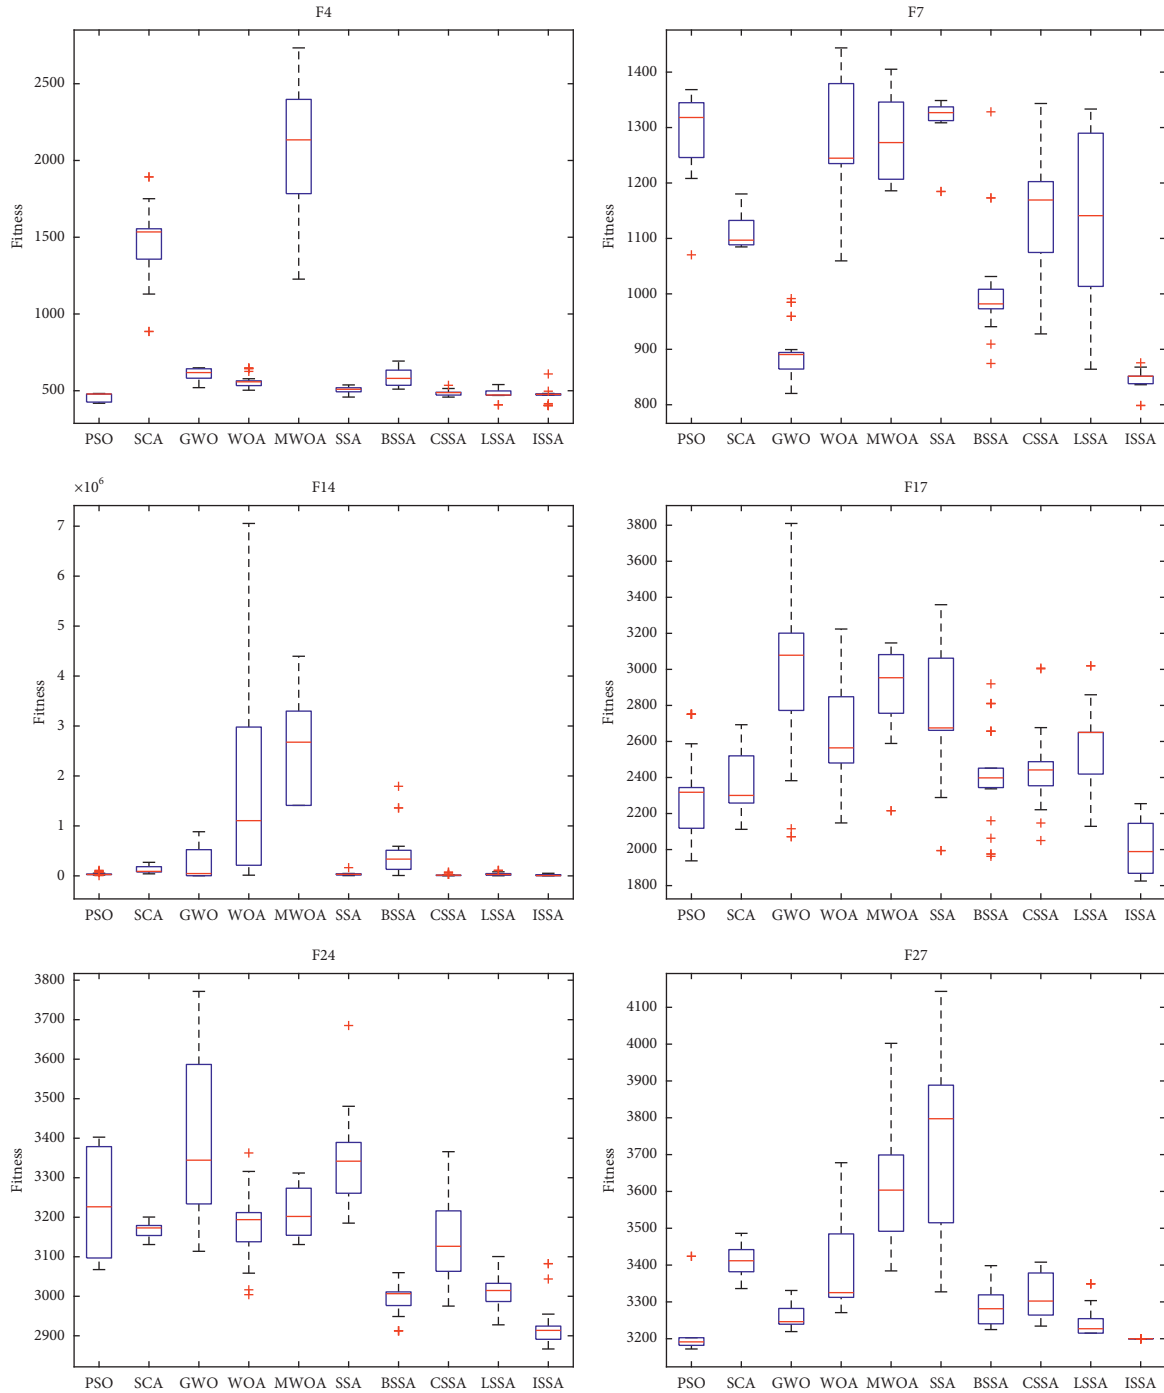 F4
Fitness
2500
2000
1500
1000
500
PSO SCA GWO WOA MWOA SSA BSSA CSSA LSSA ISSA
F7
Fitness
1400
1300
1200
1100
1000
900
800
PSO SCA GWO WOA MWOA SSA BSSA CSSA LSSA ISSA
×10⁶
F14
Fitness
7
6
5
4
3
2
1
0
PSO SCA GWO WOA MWOA SSA BSSA CSSA LSSA ISSA
F17
Fitness
3800
3600
3400
3200
3000
2800
2600
2400
2200
2000
1800
PSO SCA GWO WOA MWOA SSA BSSA CSSA LSSA ISSA
F24
Fitness
3800
3700
3600
3500
3400
3300
3200
3100
3000
2900
PSO SCA GWO WOA MWOA SSA BSSA CSSA LSSA ISSA
F27
Fitness
4100
4000
3900
3800
3700
3600
3500
3400
3300
3200
PSO SCA GWO WOA MWOA SSA BSSA CSSA LSSA ISSA